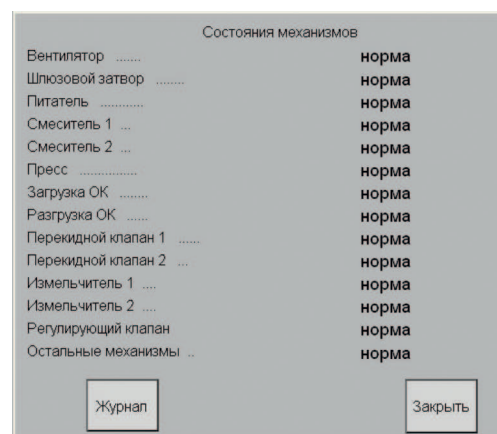 Состояния механизмов
Вентилятор ....... норма
Шлюзовой затвор ........ норма
Питатель ............ норма
Смеситель 1 ... норма
Смеситель 2 ... норма
Пресс ................ норма
Загрузка ОК ........ норма
Разгрузка ОК ...... норма
Перекидной клапан 1 ...... норма
Перекидной клапан 2 ... норма
Измельчитель 1 .... норма
Измельчитель 2 .... норма
Регулирующий клапан норма
Остальные механизмы .. норма
Журнал Закрыть